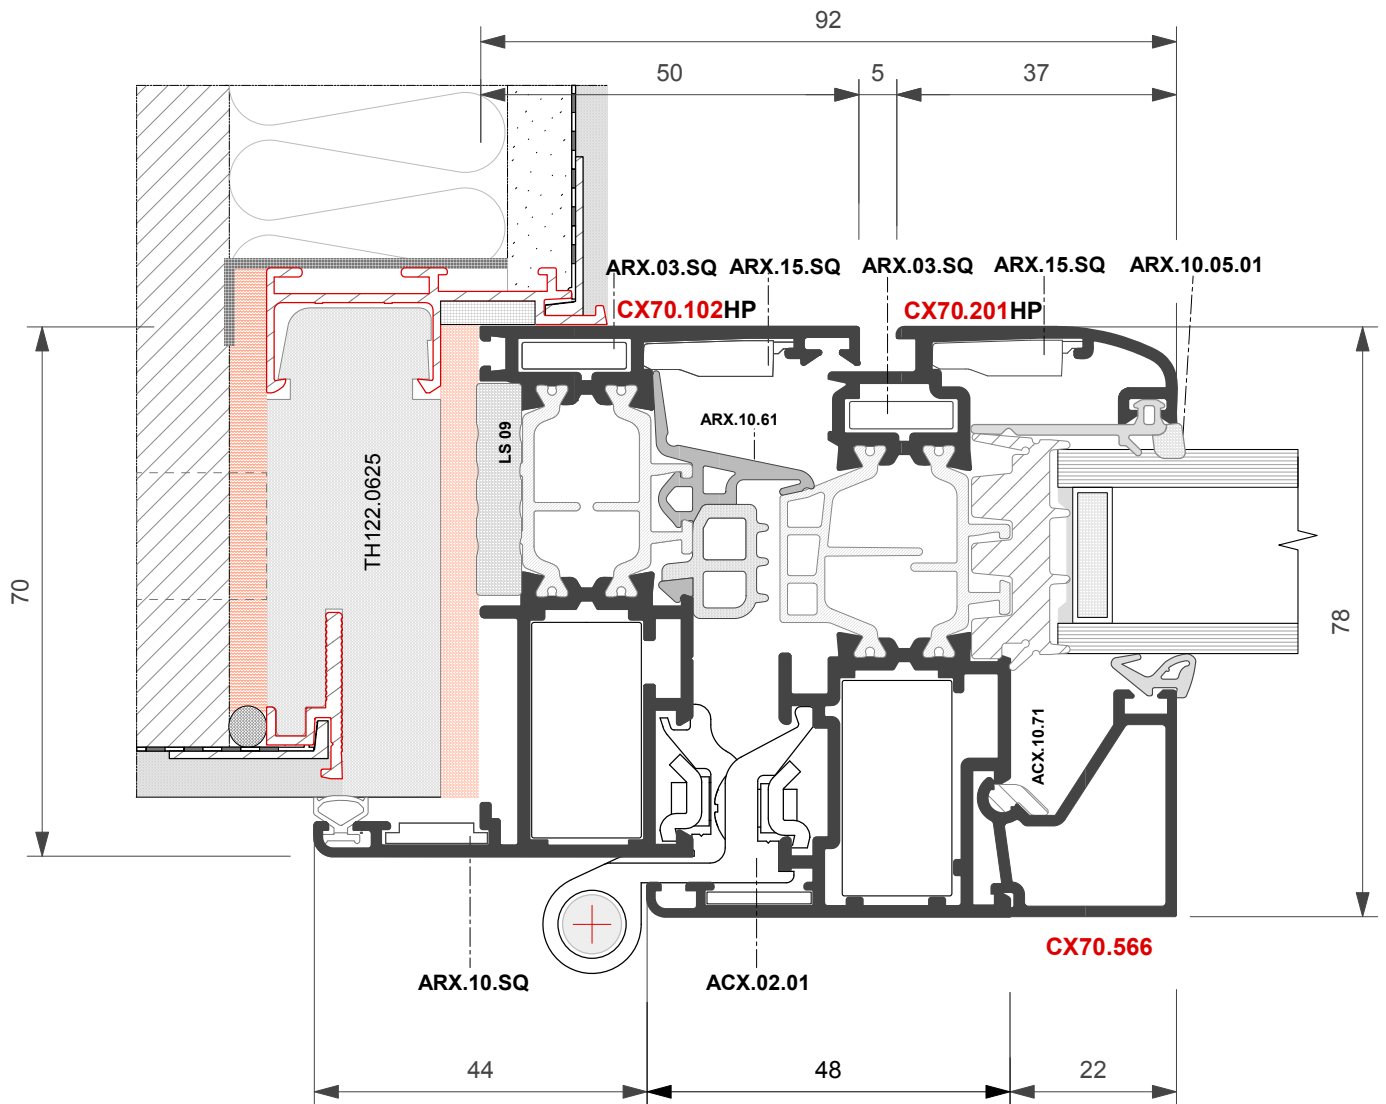 92
50 5 37
ARX.03.SQ ARX.15.SQ ARX.03.SQ ARX.15.SQ ARX.10.05.01
CX70.102HP CX70.201HP
ARX.10.61
LS 09
TH122.0625
70
78
ACX.10.71
CX70.566
ARX.10.SQ ACX.02.01
44 48 22